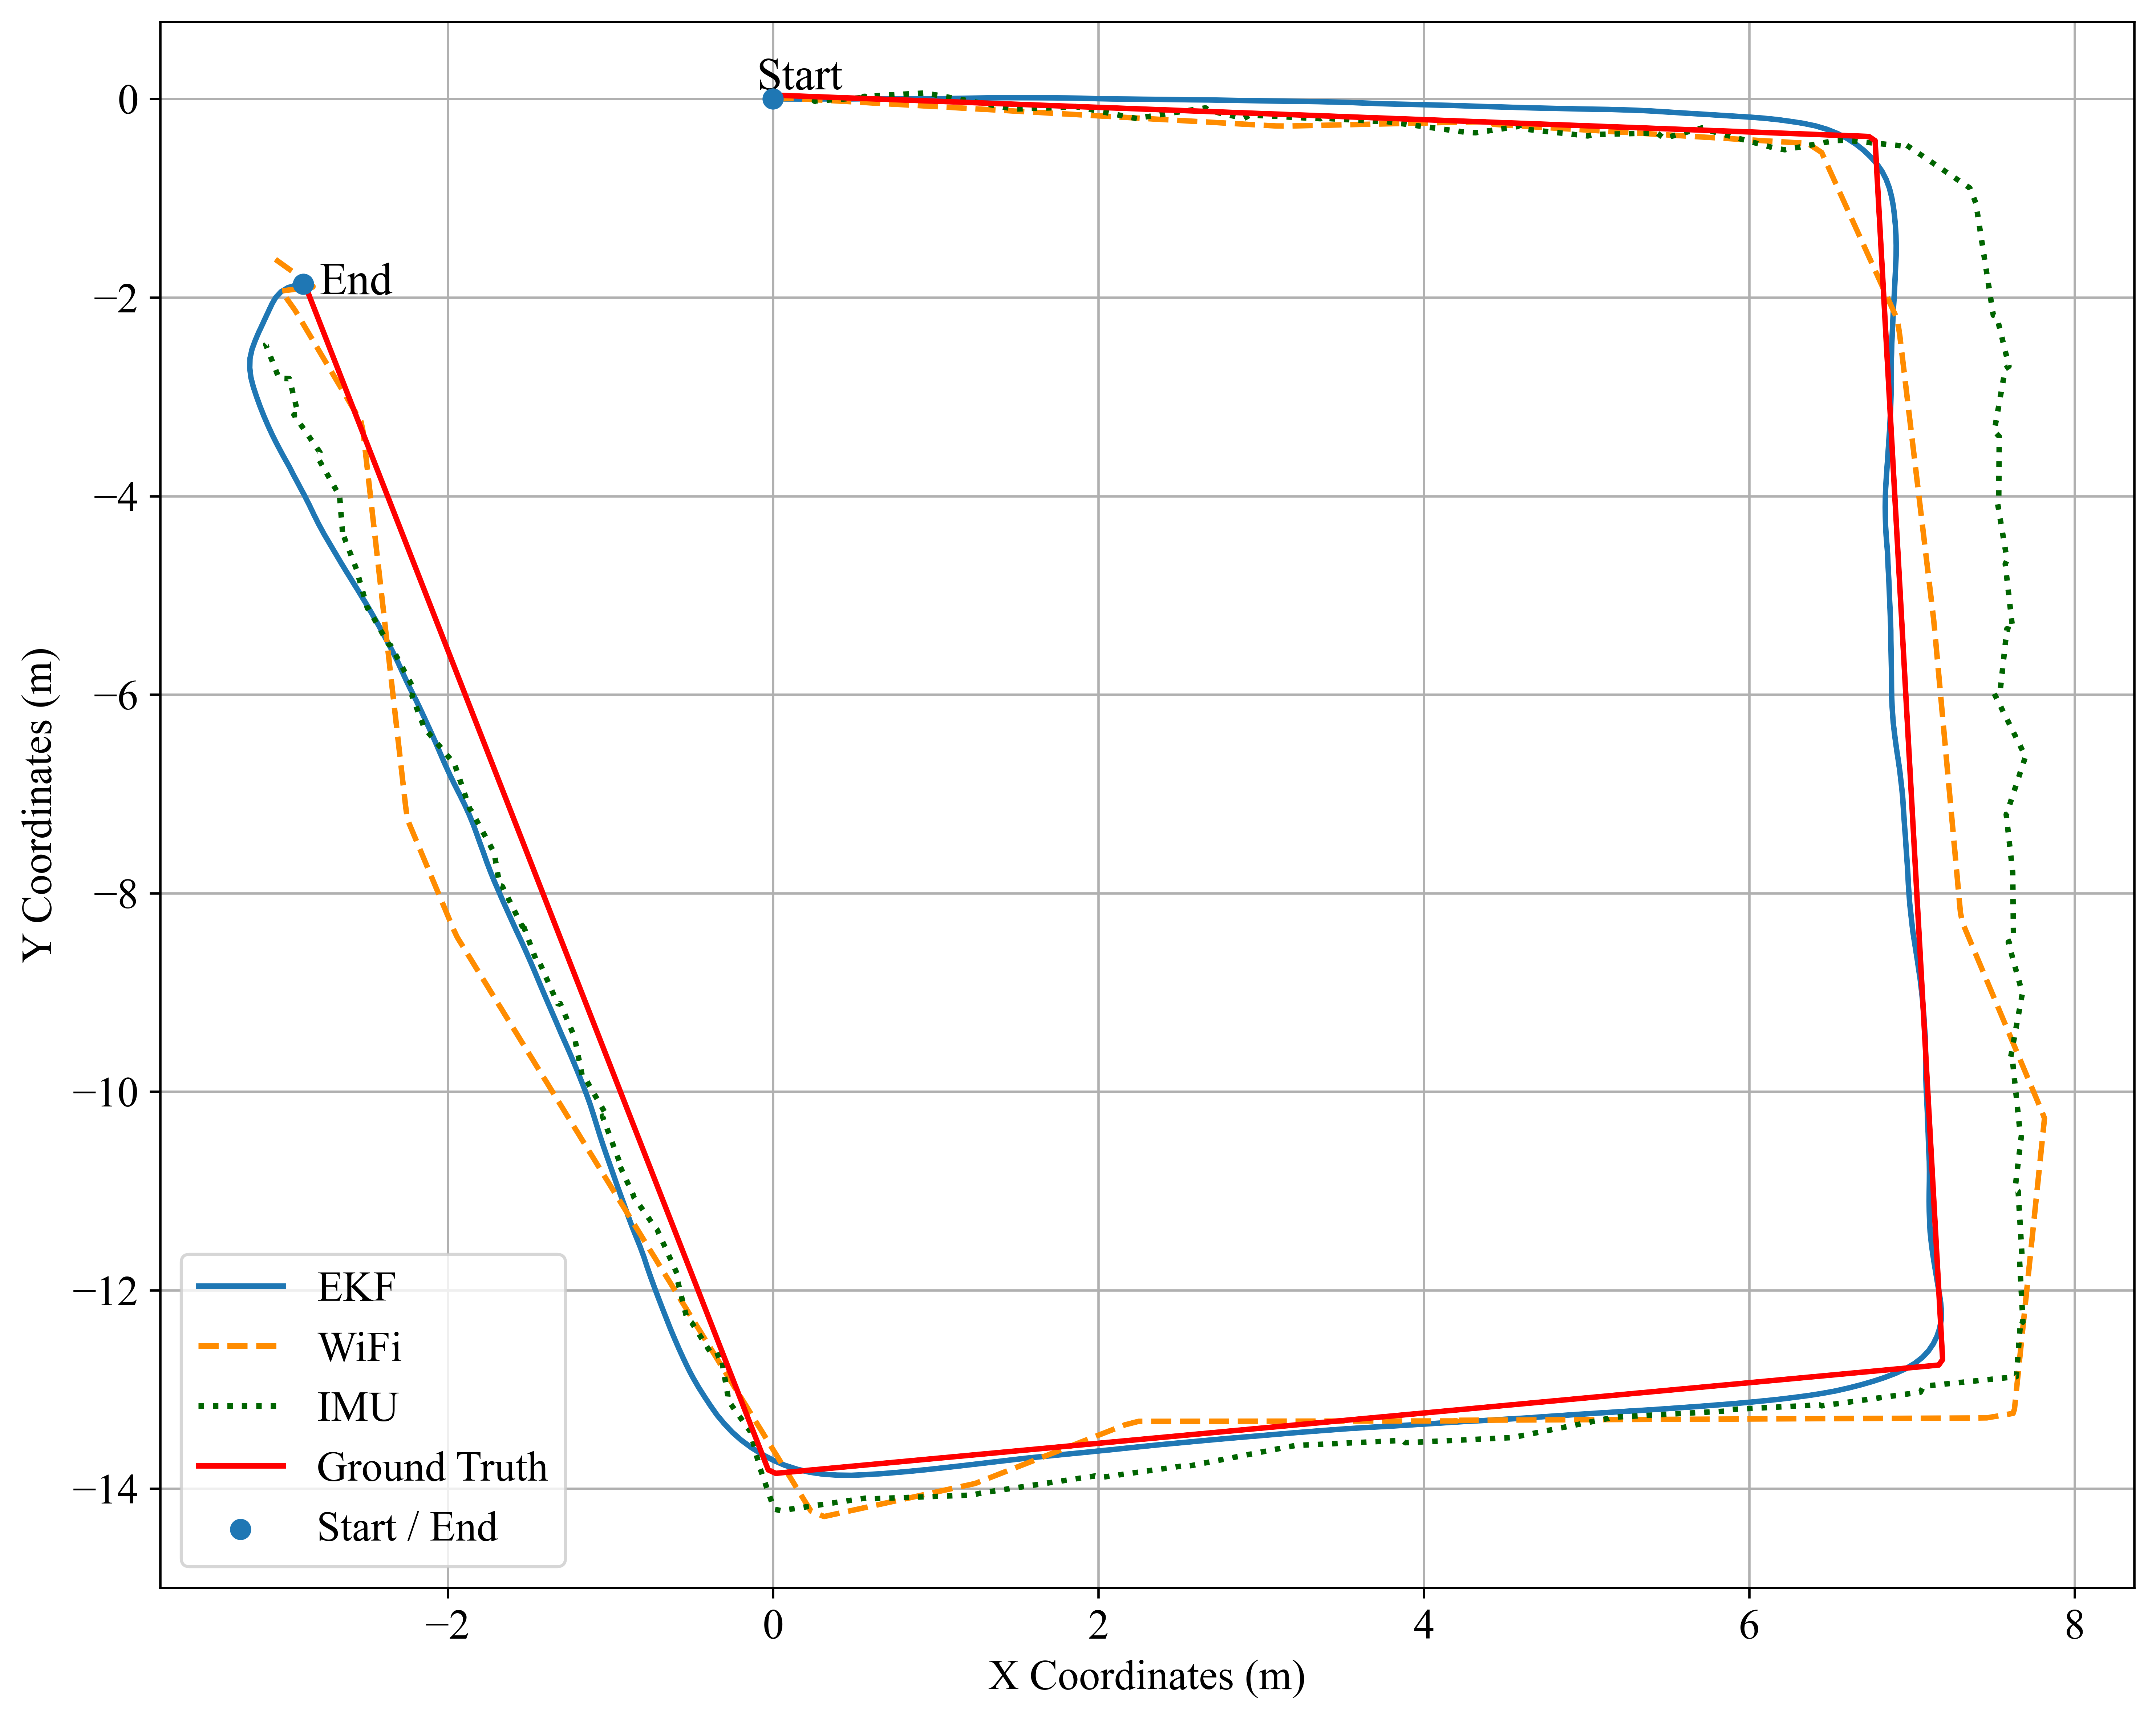 Start
End
0
−2
−4
−6
−8
−10
−12
−14
Y Coordinates (m)
EKF
WiFi
IMU
Ground Truth
Start / End
−2
0
2
4
6
8
X Coordinates (m)